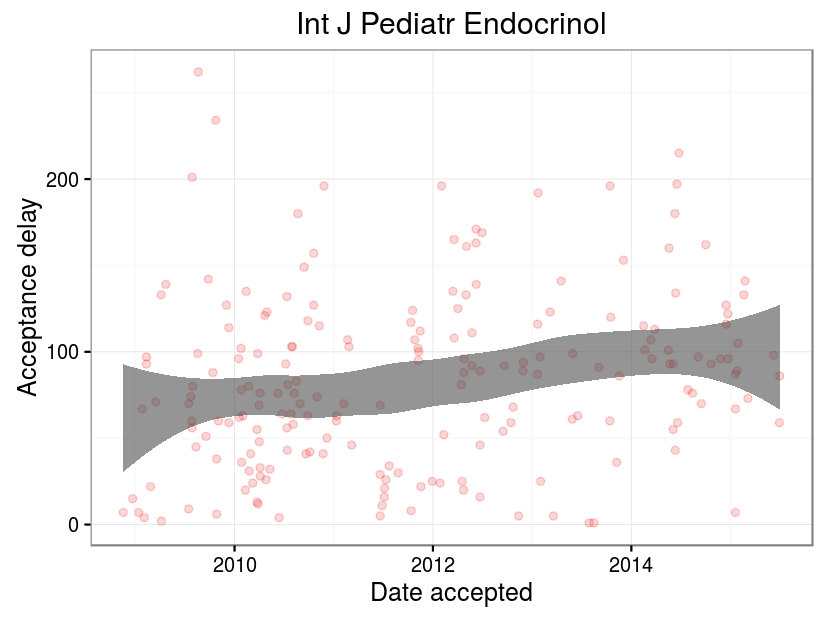 Int J Pediatr Endocrinol
Acceptance delay
200
100
0
2010 2012 2014
Date accepted